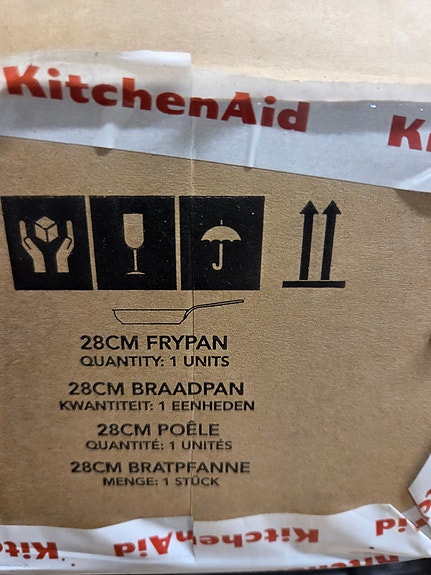 KitchenAid
K
28CM FRYPAN
QUANTITY: 1 UNITS
28CM BRAADPAN
KWANTITEIT: 1 EENHEDEN
28CM POÊLE
QUANTITÉ: 1 UNITÉS
28CM BRATPFANNE
MENGE: 1 STÜCK
KitchenAid
KitchenAid